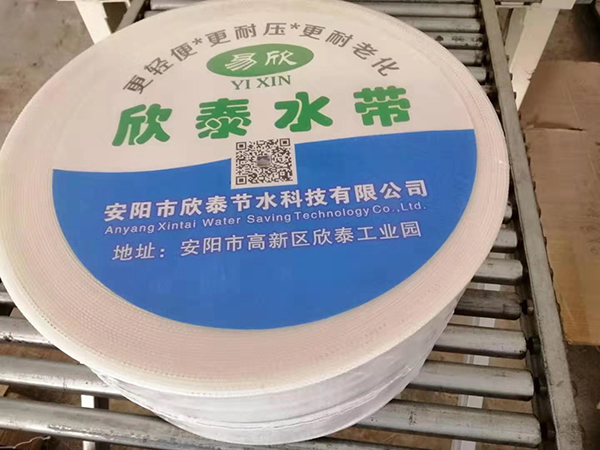 更轻便*更耐压*更耐老化
易欣
YI XIN
欣泰水带
安阳市欣泰节水科技有限公司
Anyang Xintai Water Saving Technology Co.,Ltd.
地址：安阳市高新区欣泰工业园